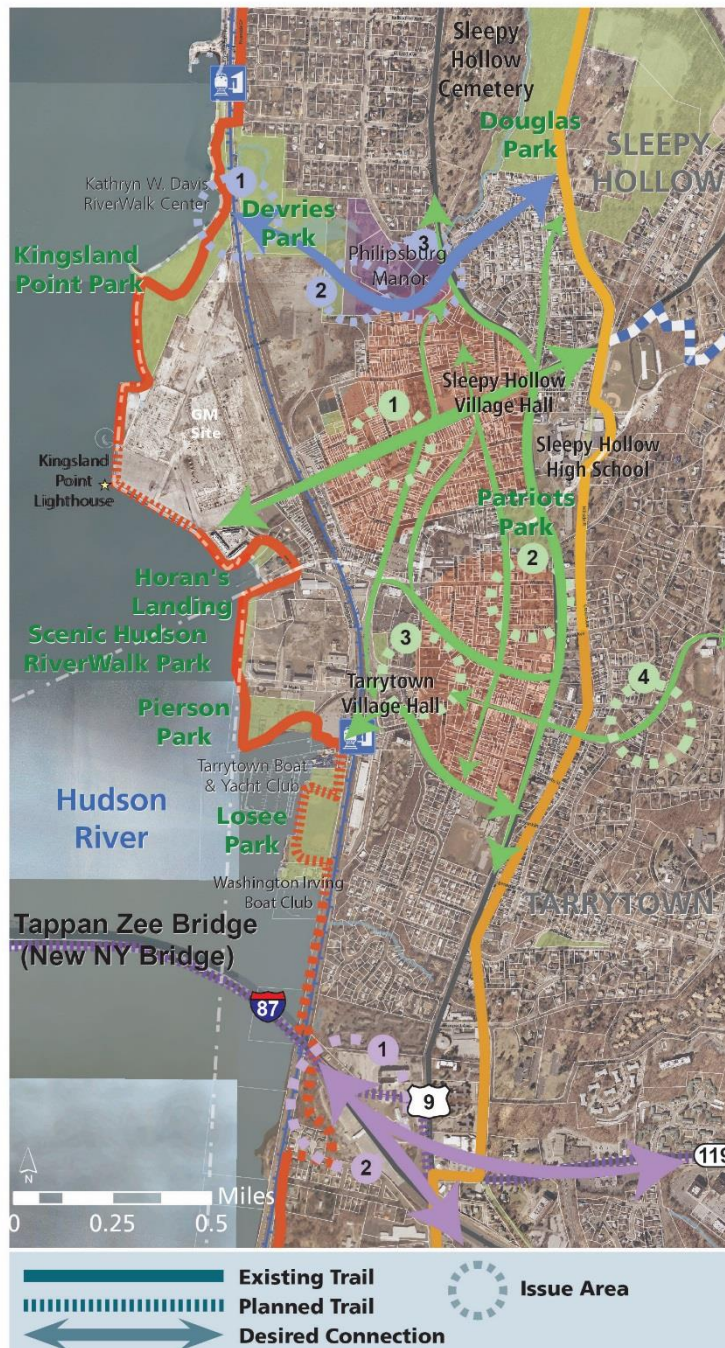 Sleepy
Hollow
Cemetery
Douglas
Park
SLEEPY
HOLLOW
Kathryn W. Davis
RiverWalk Center
1
Devries
Park
Kingsland
Point Park
3
Philipsburg
Manor
2
GM
Site
1
Sleepy Hollow
Village Hall
Kingsland
Point
Lighthouse
Sleepy Hollow
High School
Patriots
Park
2
Horan's
Landing
Scenic Hudson
RiverWalk Park
3
Tarrytown
Village Hall
4
Pierson
Park
Tarrytown Boat
& Yacht Club
Hudson
River
Losee
Park
Washington Irving
Boat Club
TARRYTOWN
Tappan Zee Bridge
(New NY Bridge)
87
1
9
119
2
N
Miles
0 0.25 0.5
Existing Trail
Planned Trail
Desired Connection
Issue Area